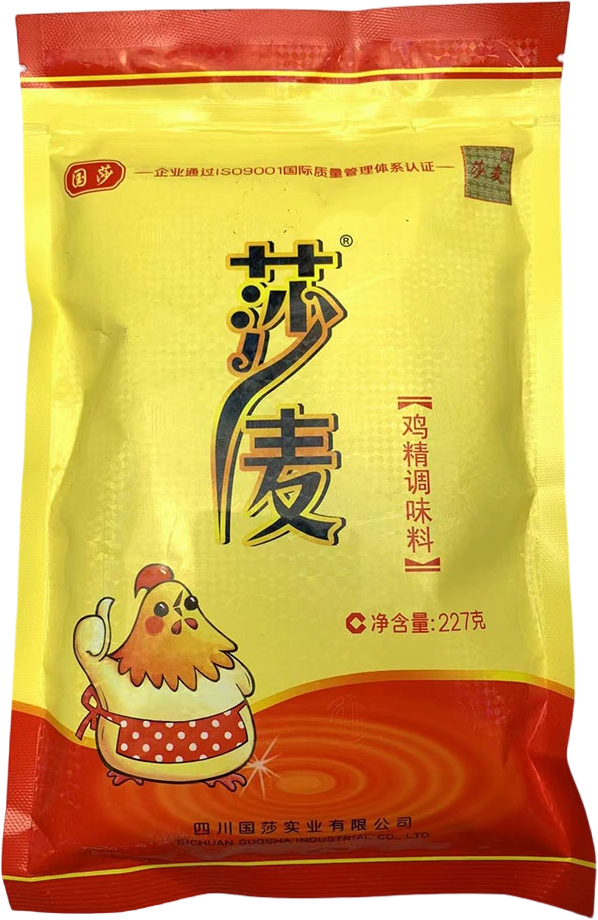 国莎
—企业通过ISO9001国际质量管理体系认证—
莎麦
莎麦®
【鸡精调味料】
C净含量:227克
四川国莎实业有限公司
SICHUAN GUOSHA INDUSTRIAL CO., LTD